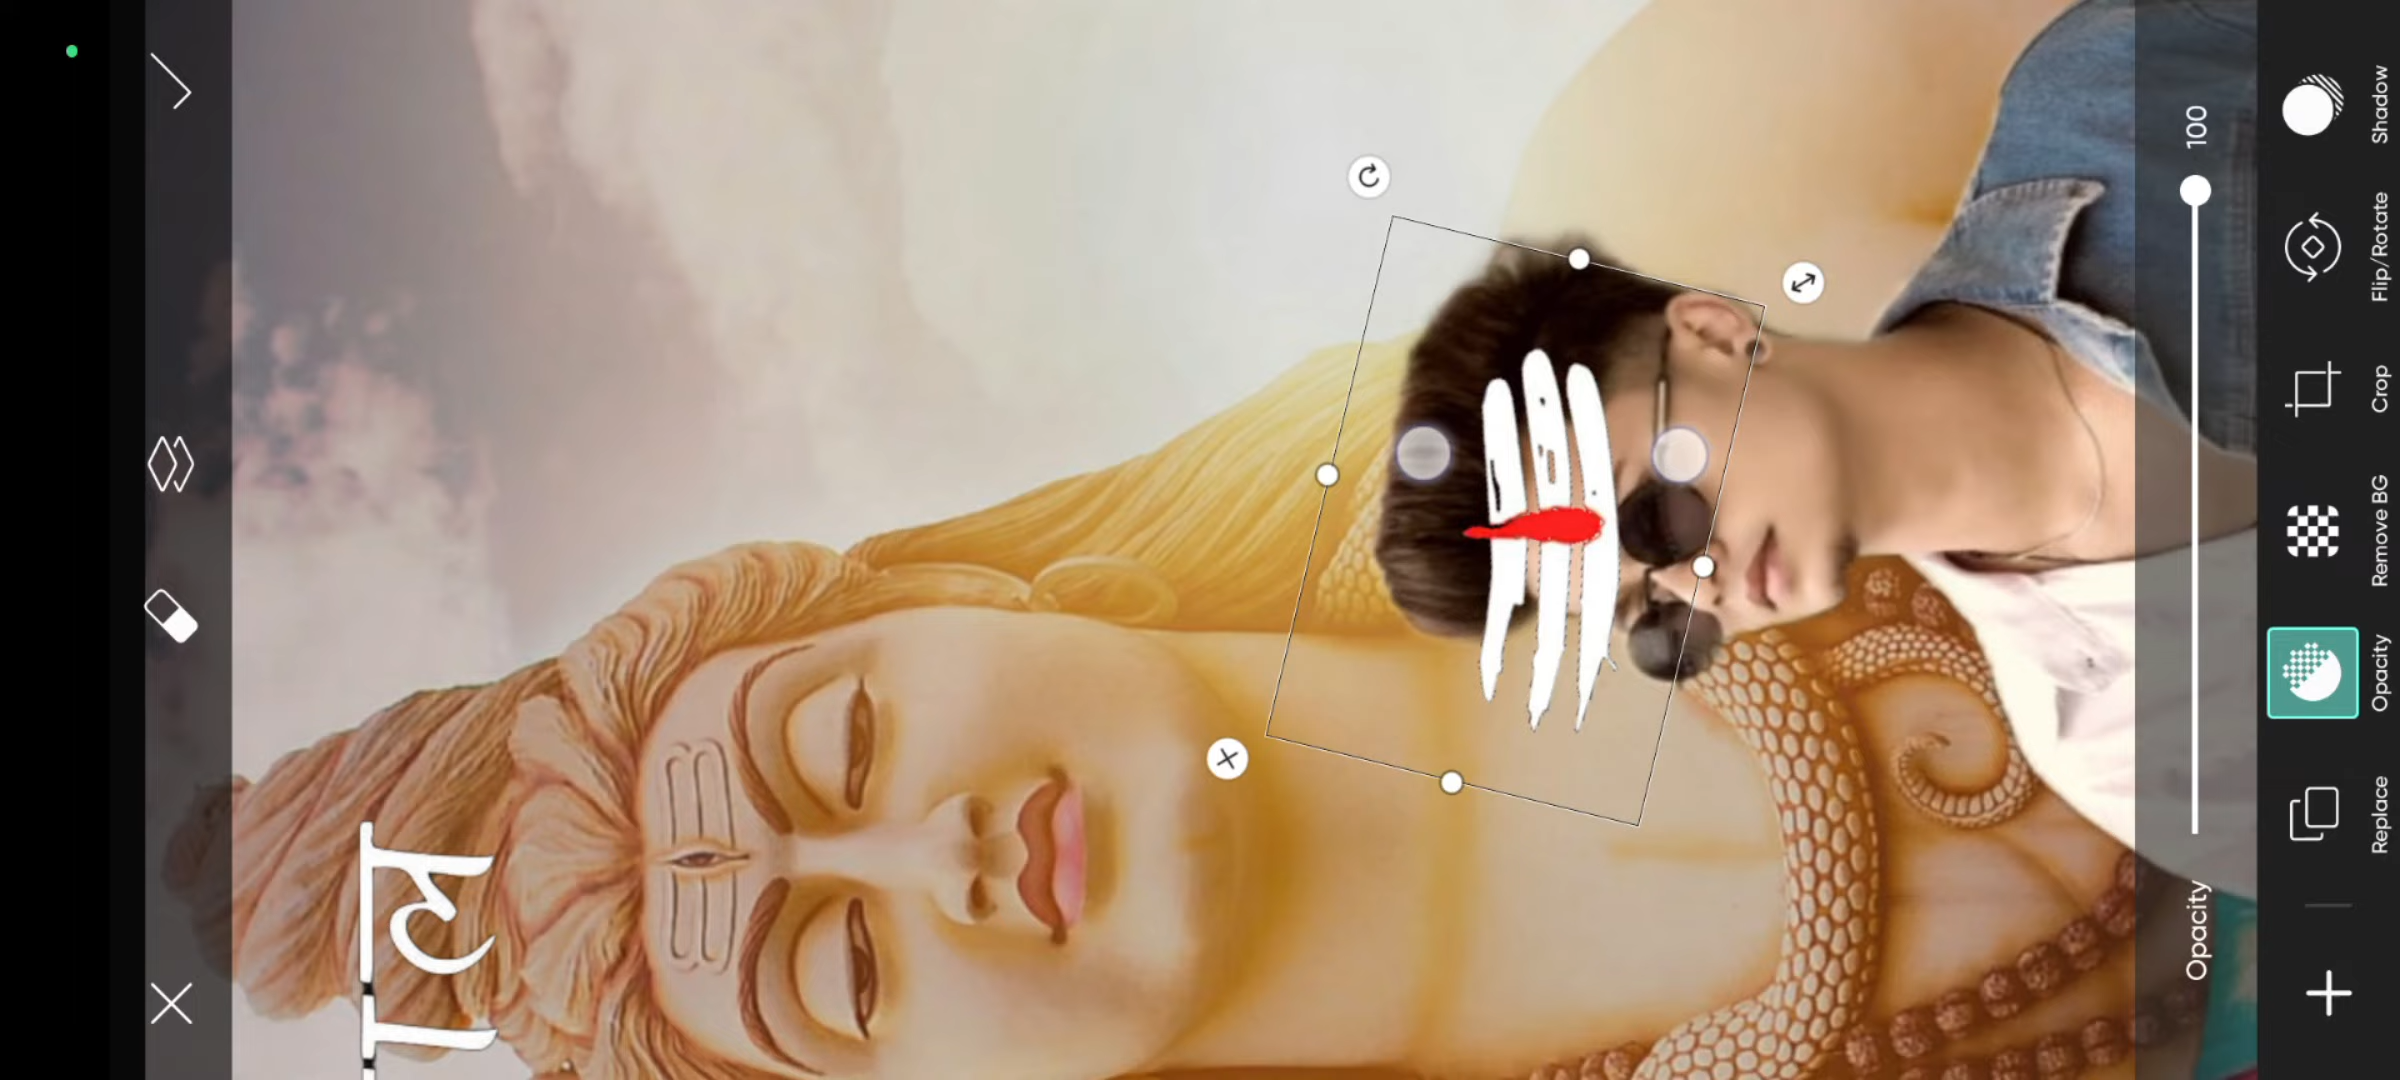 Shadow
Flip/Rotate
Crop
Remove BG
Opacity
Replace
Opacity
100